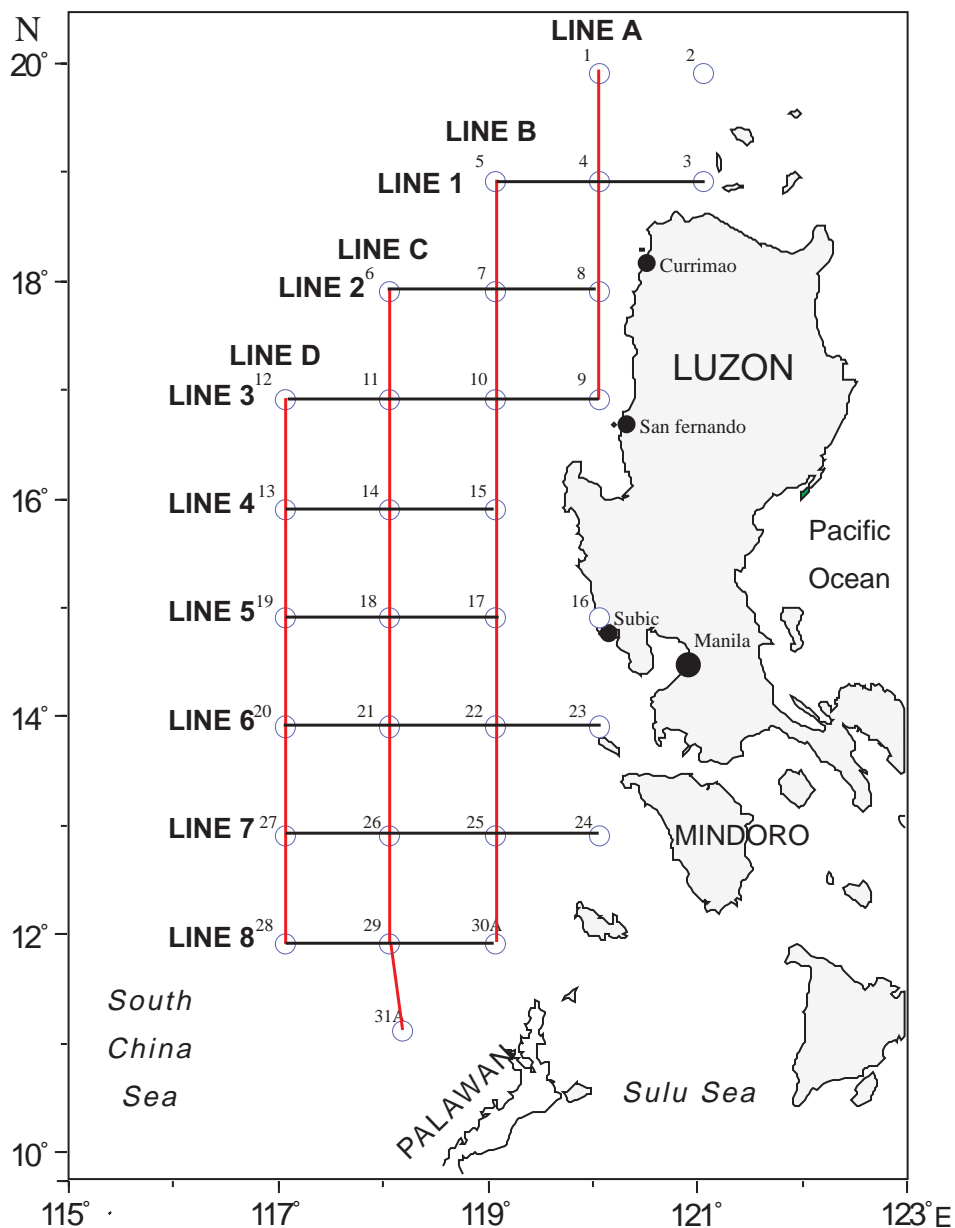 N
LINE A
20°
1
2
LINE B
5
4
3
LINE 1
LINE C
6
7
8
LINE 2
Currimao
18°
LINE D
LUZON
12
11
10
9
LINE 3
San fernando
16°
13
14
15
LINE 4
Pacific
Ocean
19
18
17
16
LINE 5
Subic
Manila
14°
20
21
22
23
LINE 6
27
26
25
24
LINE 7
MINDORO
12°
28
29
30A
LINE 8
South
China
Sea
31A
PALAWAN
Sulu Sea
10°
115°
117°
119°
121°
123° E